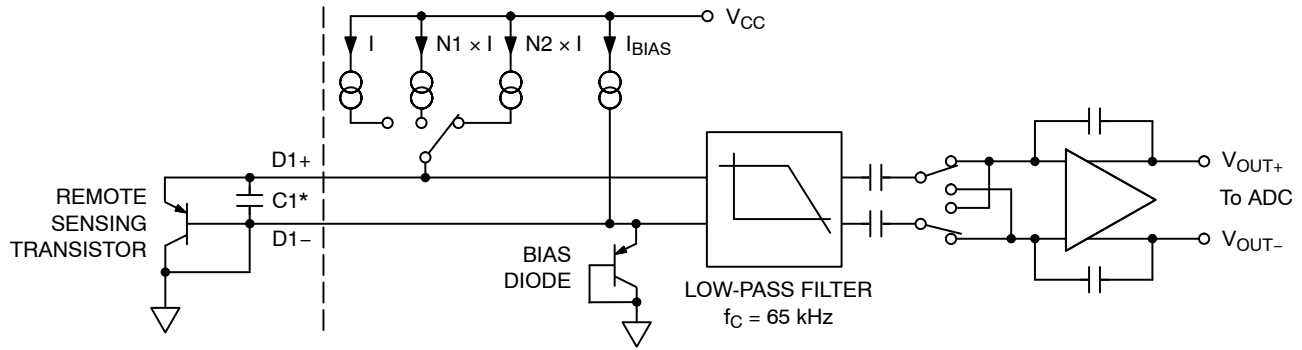 V_CC
I
N1 × I
N2 × I
I_BIAS
D1+
REMOTE
SENSING
TRANSISTOR
C1*
D1−
BIAS
DIODE
LOW-PASS FILTER
f_C = 65 kHz
V_OUT+
To ADC
V_OUT−